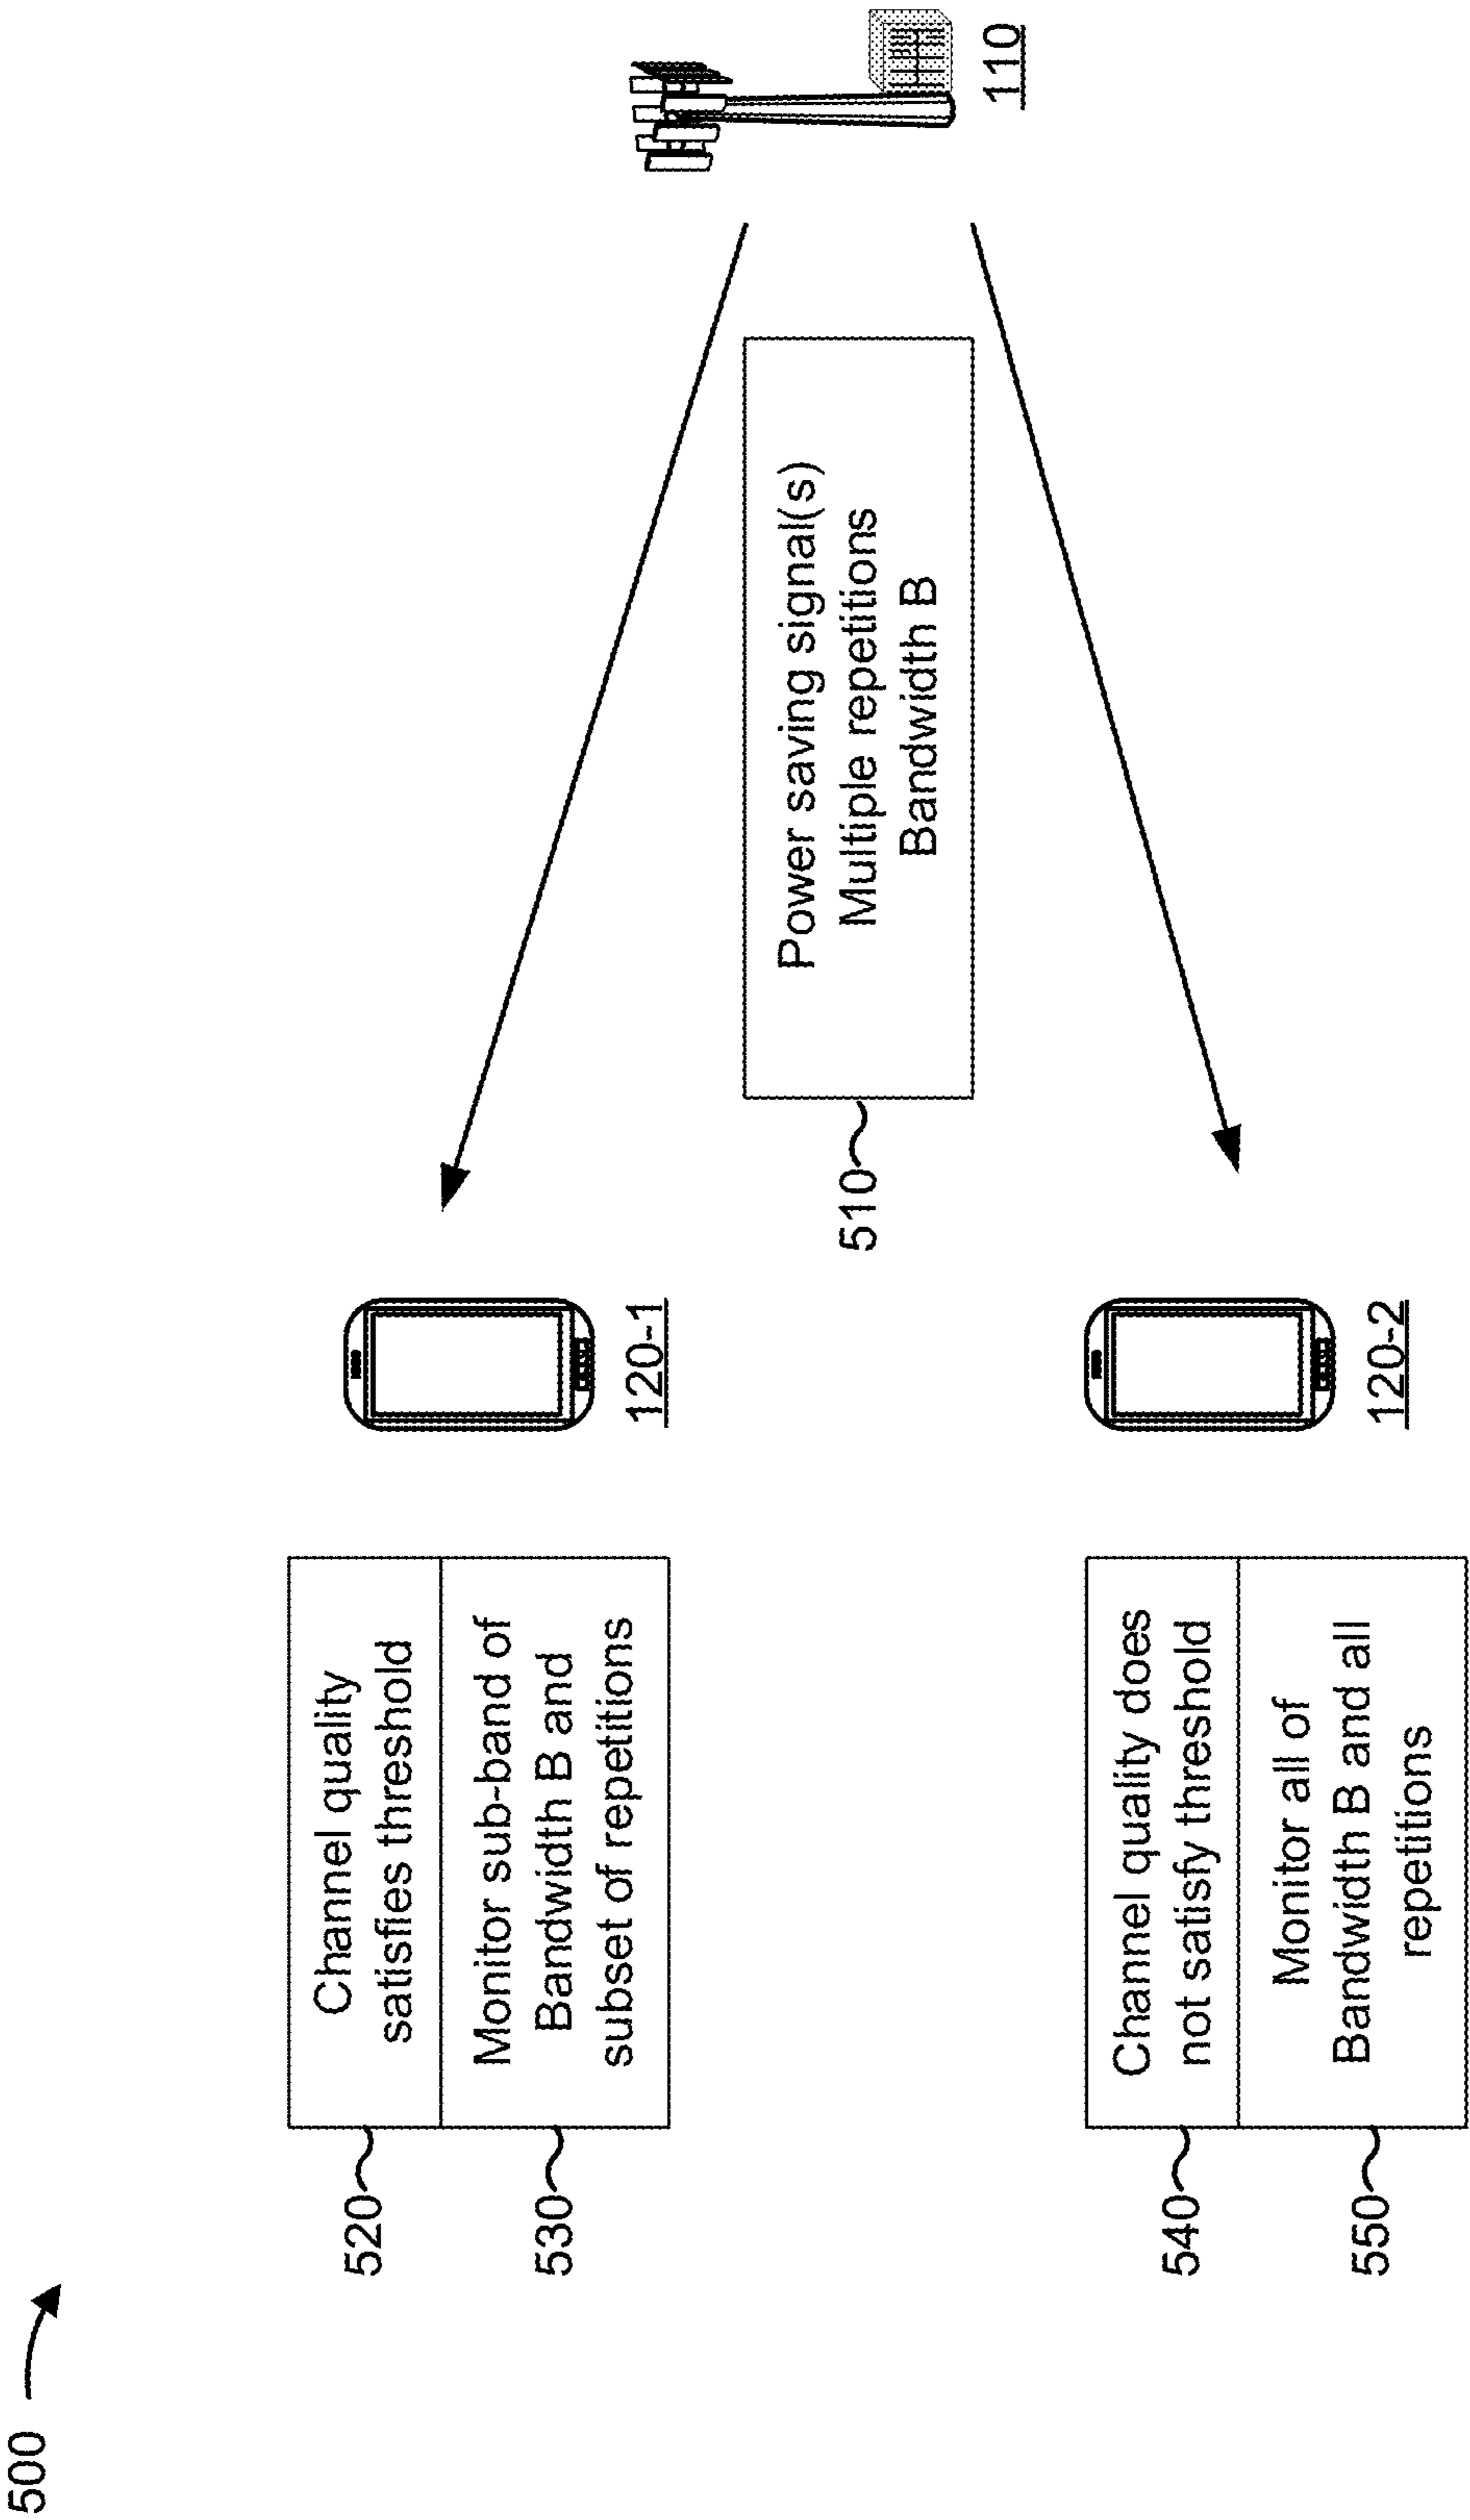 500
520
Channel quality
satisfies threshold
530
Monitor sub-band of
Bandwidth B and
subset of repetitions
120-1
510
Power saving signal(s)
Multiple repetitions
Bandwidth B
110
540
Channel quality does
not satisfy threshold
550
Monitor all of
Bandwidth B and all
repetitions
120-2